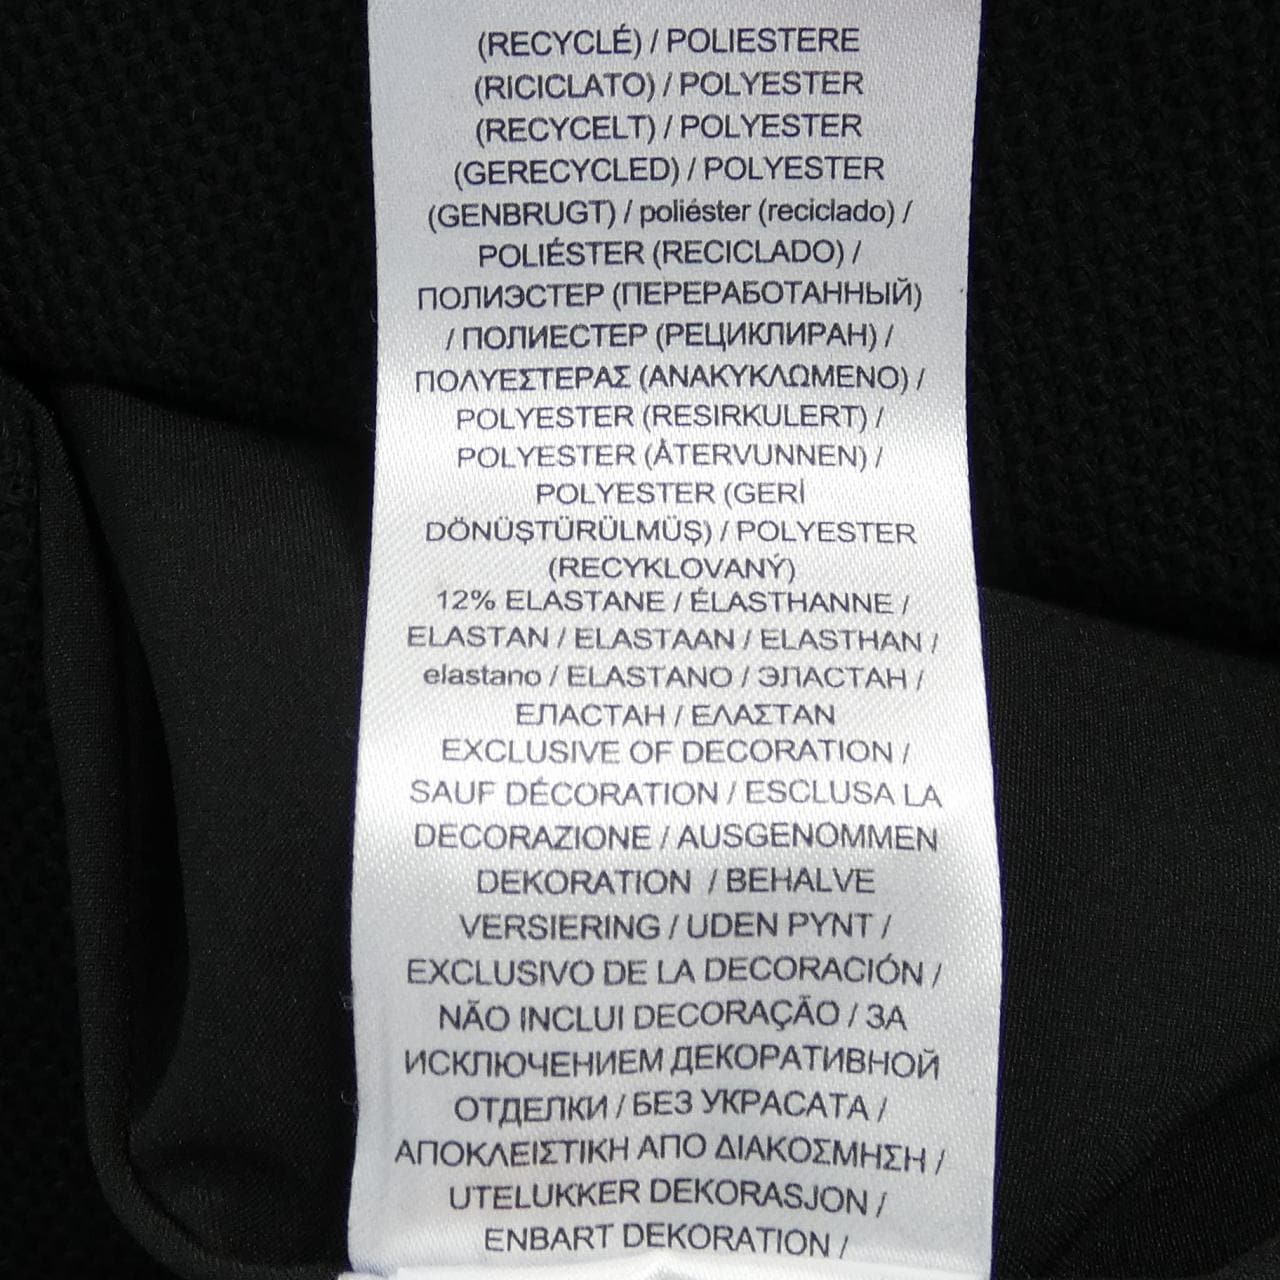 (RECYCLÉ) / POLIESTERE
(RICICLATO) / POLYESTER
(RECYCELT) / POLYESTER
(GERECYCLED) / POLYESTER
(GENBRUGT) / poliéster (reciclado) /
POLIÉSTER (RECICLADO) /
ПОЛИЭСТЕР (ПЕРЕРАБОТАННЫЙ)
/ ПОЛИЕСТЕР (РЕЦИКЛИРАН) /
ΠΟΛΥΕΣΤΕΡΑΣ (ΑΝΑΚΥΚΛΩΜΕΝΟ) /
POLYESTER (RESIRKULERT) /
POLYESTER (ÅTERVUNNEN) /
POLYESTER (GERİ
DÖNÜŞTÜRÜLMÜŞ) / POLYESTER
(RECYKLOVANÝ)
12% ELASTANE / ÉLASTHANNE /
ELASTAN / ELASTAAN / ELASTHAN /
elastano / ELASTANO / ЭЛАСТАН /
ЕЛАСТАН / ΕΛΑΣΤΑΝ
EXCLUSIVE OF DECORATION /
SAUF DÉCORATION / ESCLUSA LA
DECORAZIONE / AUSGENOMMEN
DEKORATION / BEHALVE
VERSIERING / UDEN PYNT /
EXCLUSIVO DE LA DECORACIÓN /
NÃO INCLUI DECORAÇÃO / ЗА
ИСКЛЮЧЕНИЕМ ДЕКОРАТИВНОЙ
ОТДЕЛКИ / БЕЗ УКРАСАТА /
ΑΠΟΚΛΕΙΣΤΙΚΗ ΑΠΟ ΔΙΑΚΟΣΜΗΣΗ /
UTELUKKER DEKORASJON /
ENBART DEKORATION /